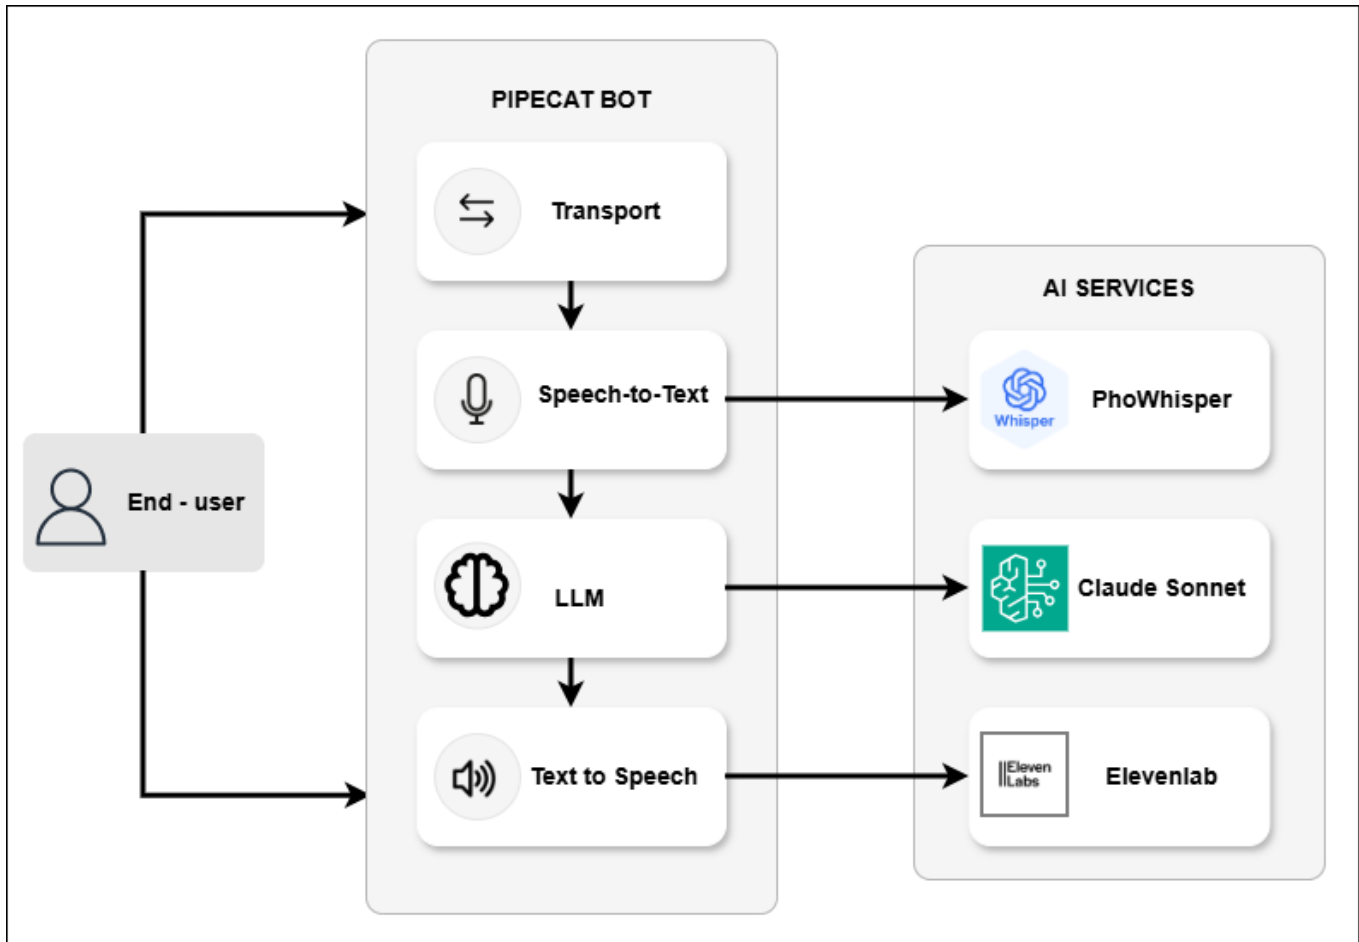 PIPECAT BOT
Transport
AI SERVICES
Speech-to-Text
Whisper
PhoWhisper
End - user
LLM
Claude Sonnet
Text to Speech
Eleven
Labs
Elevenlab